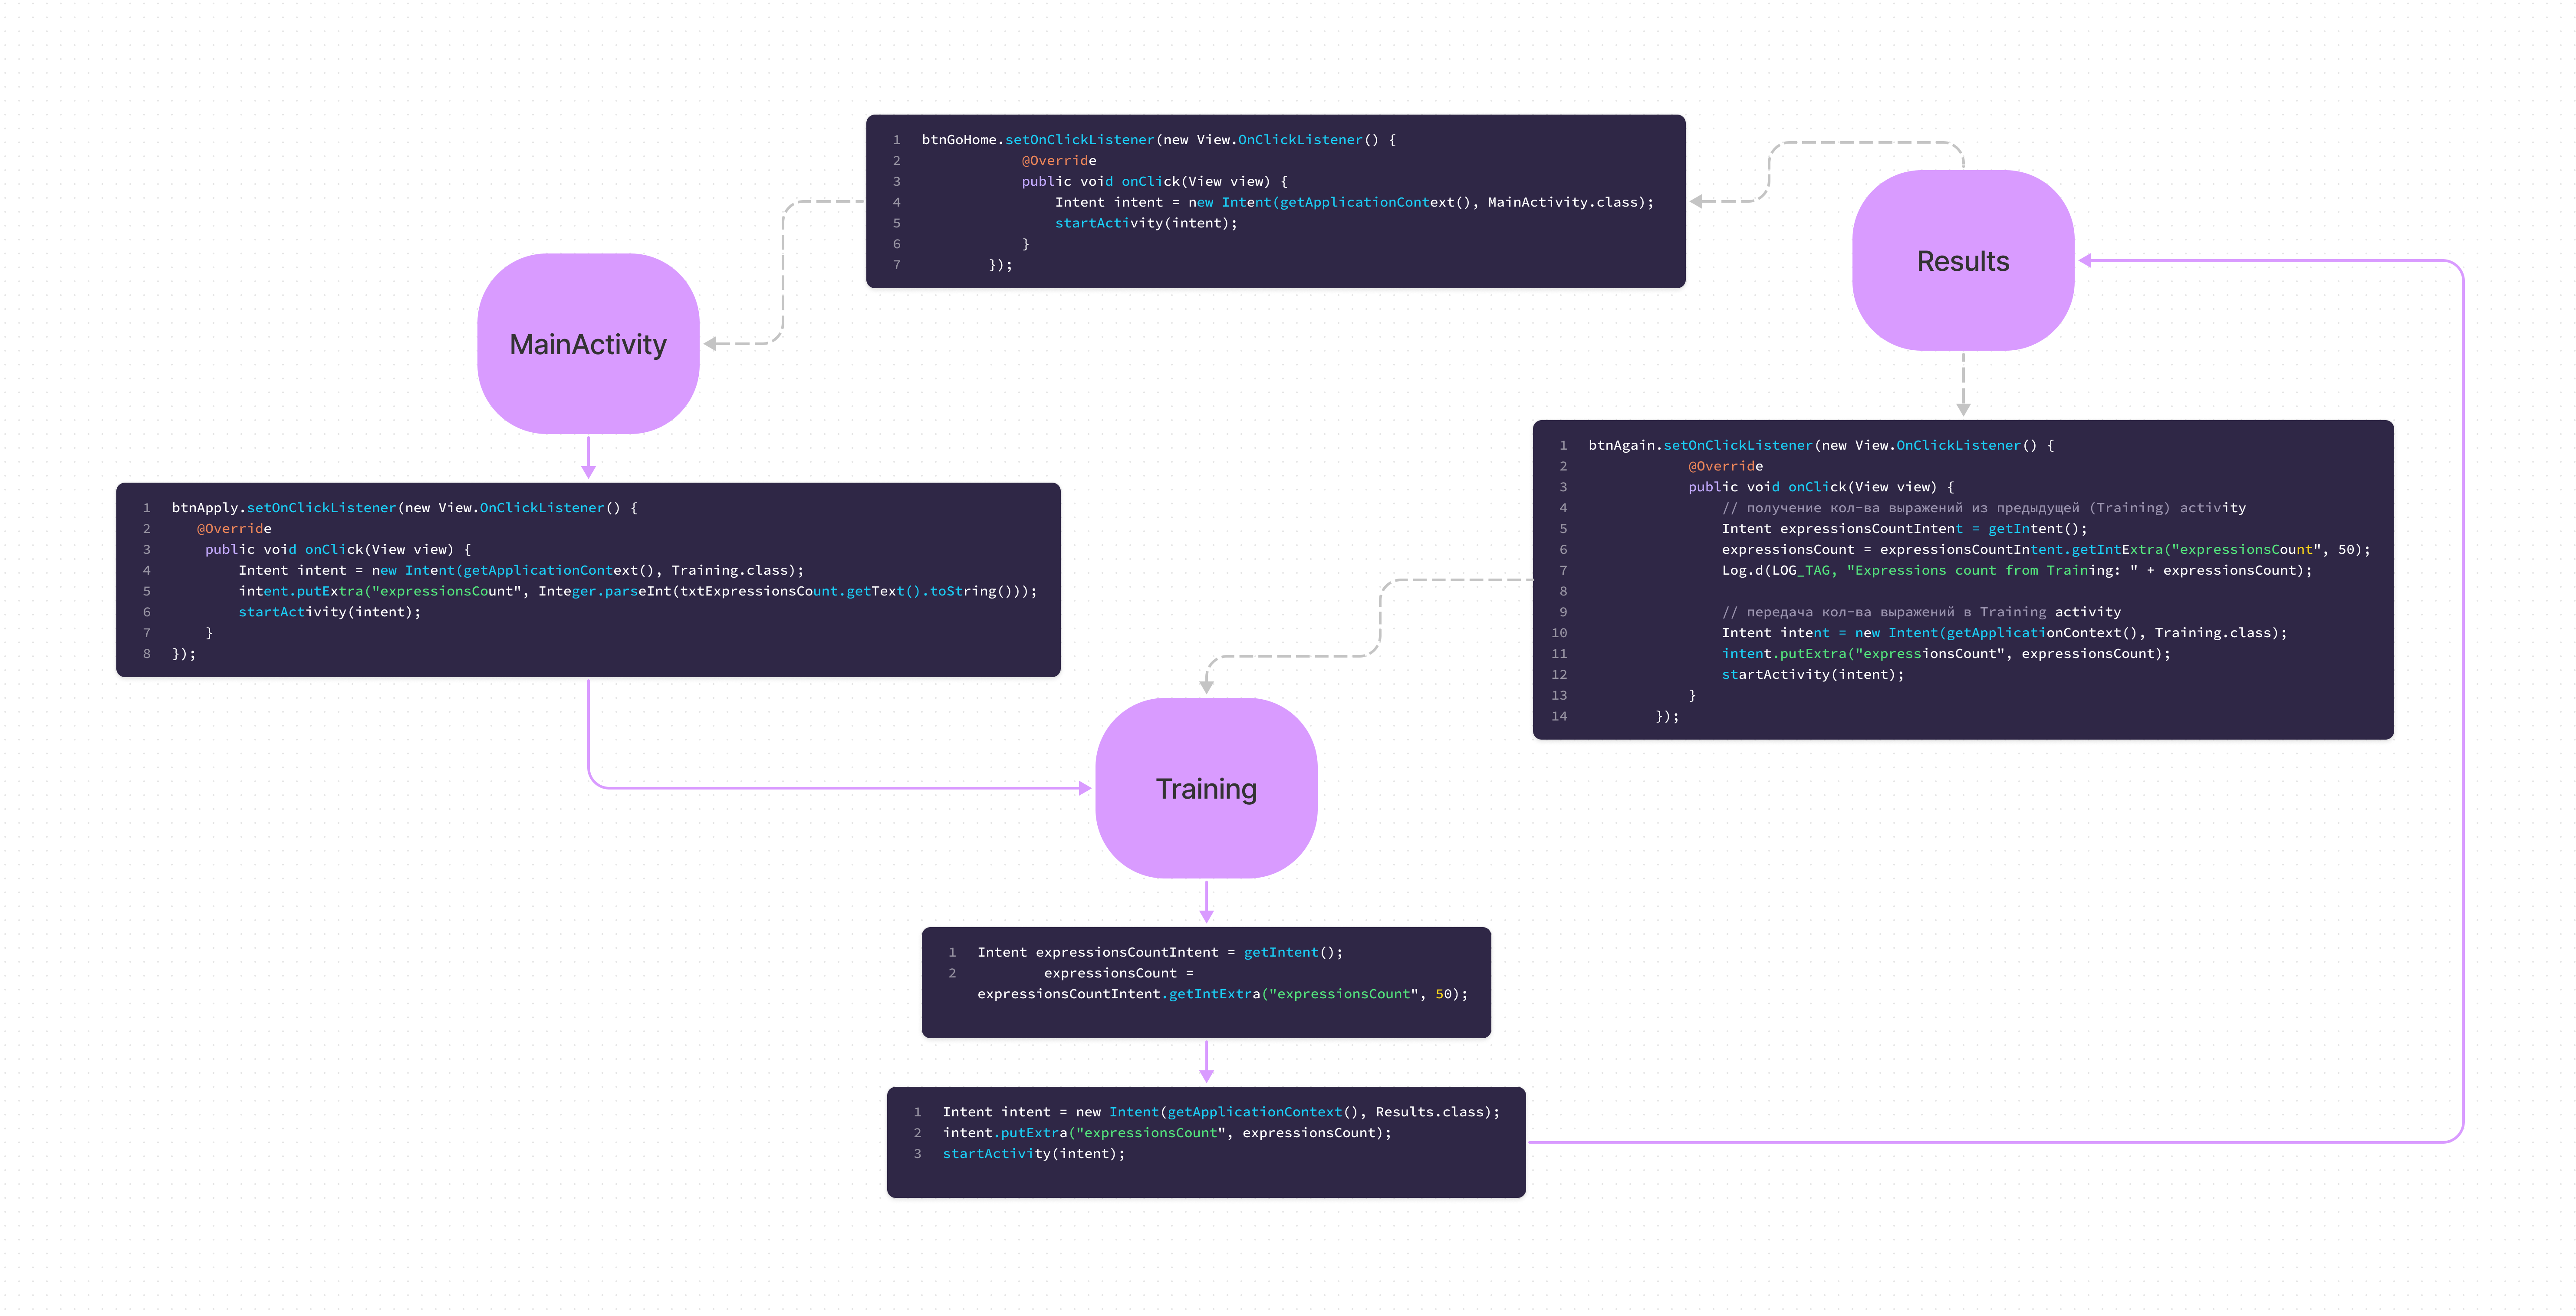 1 btnGoHome.setOnClickListener(new View.OnClickListener() {
2 @Override
3 public void onClick(View view) {
4 Intent intent = new Intent(getApplicationContext(), MainActivity.class);
5 startActivity(intent);
6 }
7 });
Results
MainActivity
1 btnApply.setOnClickListener(new View.OnClickListener() {
2 @Override
3 public void onClick(View view) {
4 Intent intent = new Intent(getApplicationContext(), Training.class);
5 intent.putExtra("expressionsCount", Integer.parseInt(txtExpressionsCount.getText().toString()));
6 startActivity(intent);
7 }
8 });
1 btnAgain.setOnClickListener(new View.OnClickListener() {
2 @Override
3 public void onClick(View view) {
4 // получение кол-ва выражений из предыдущей (Training) activity
5 Intent expressionsCountIntent = getIntent();
6 expressionsCount = expressionsCountIntent.getIntExtra("expressionsCount", 50);
7 Log.d(LOG_TAG, "Expressions count from Training: " + expressionsCount);
8
9 // передача кол-ва выражений в Training activity
10 Intent intent = new Intent(getApplicationContext(), Training.class);
11 intent.putExtra("expressionsCount", expressionsCount);
12 startActivity(intent);
13 }
14 });
Training
1 Intent expressionsCountIntent = getIntent();
2 expressionsCount =
expressionsCountIntent.getIntExtra("expressionsCount", 50);
1 Intent intent = new Intent(getApplicationContext(), Results.class);
2 intent.putExtra("expressionsCount", expressionsCount);
3 startActivity(intent);